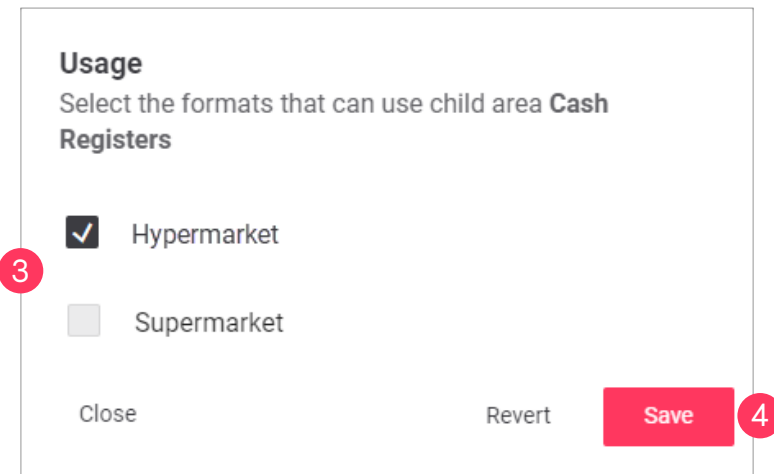 Usage
Select the formats that can use child area Cash
Registers
Hypermarket
3
Supermarket
Close Revert Save 4